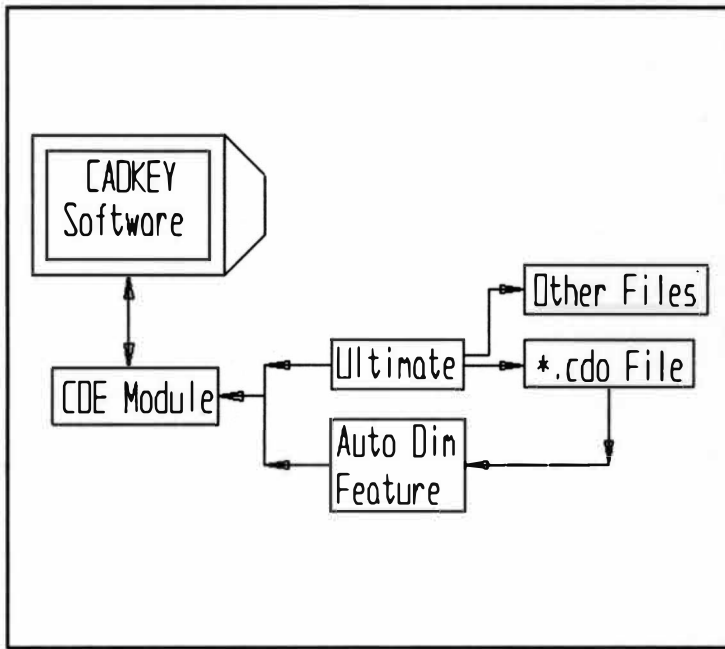 CADKEY
Software
Other Files
Ultimate
*.cdo File
CDE Module
Auto Dim
Feature